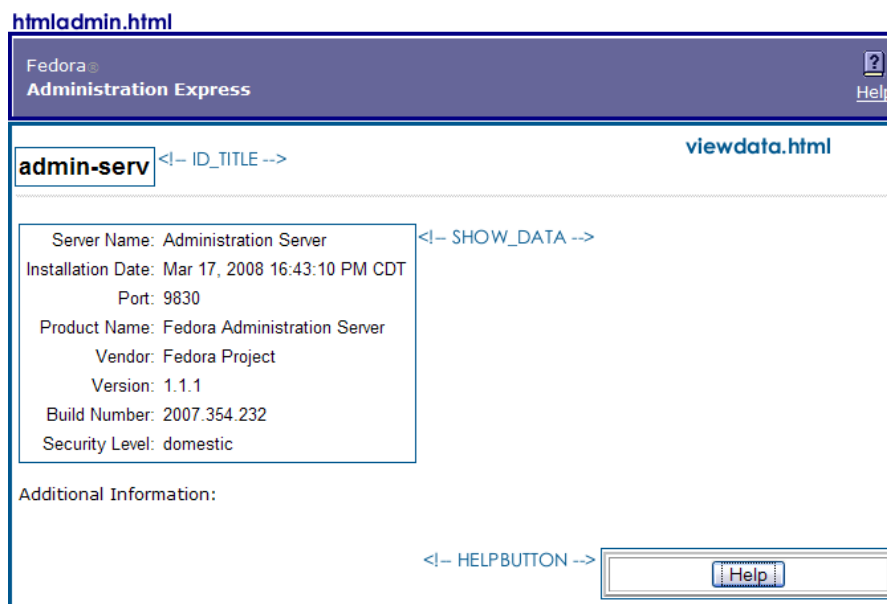 htmladmin.html
Fedora®
Administration Express
Help
viewdata.html
admin-serv <!-- ID_TITLE -->
Server Name: Administration Server <!-- SHOW_DATA -->
Installation Date: Mar 17, 2008 16:43:10 PM CDT
Port: 9830
Product Name: Fedora Administration Server
Vendor: Fedora Project
Version: 1.1.1
Build Number: 2007.354.232
Security Level: domestic
Additional Information:
<!-- HELPBUTTON --> Help